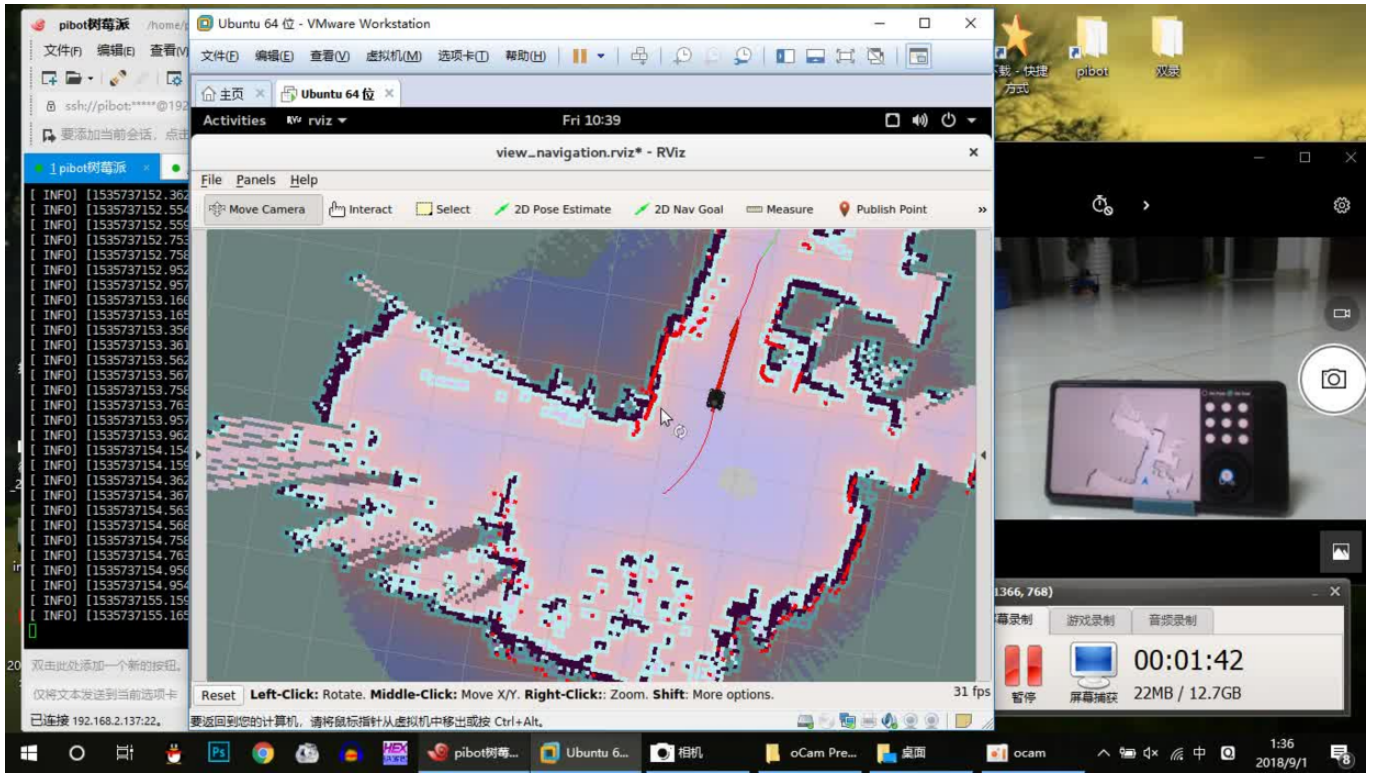 pibot树莓派 /home/p
文件(F) 编辑(E) 查看(V)
ssh://pibot:*****@192
要添加当前会话，点击
1 pibot树莓派 ×
[ INFO] [1535737152.362
[ INFO] [1535737152.554
[ INFO] [1535737152.559
[ INFO] [1535737152.753
[ INFO] [1535737152.758
[ INFO] [1535737152.952
[ INFO] [1535737152.957
[ INFO] [1535737153.160
[ INFO] [1535737153.165
[ INFO] [1535737153.356
[ INFO] [1535737153.361
[ INFO] [1535737153.562
[ INFO] [1535737153.567
[ INFO] [1535737153.758
[ INFO] [1535737153.763
[ INFO] [1535737153.957
[ INFO] [1535737153.962
[ INFO] [1535737154.154
[ INFO] [1535737154.159
[ INFO] [1535737154.362
[ INFO] [1535737154.367
[ INFO] [1535737154.563
[ INFO] [1535737154.568
[ INFO] [1535737154.758
[ INFO] [1535737154.763
[ INFO] [1535737154.950
[ INFO] [1535737154.954
[ INFO] [1535737155.159
[ INFO] [1535737155.165
双击此处添加一个新的按钮。
仅将文本发送到当前选项卡
已连接 192.168.2.137:22。
Ubuntu 64 位 - VMware Workstation
文件(F) 编辑(E) 查看(V) 虚拟机(M) 选项卡(T) 帮助(H)
主页 × Ubuntu 64 位 ×
Activities RViz rviz Fri 10:39
view_navigation.rviz* - RViz
File Panels Help
Move Camera Interact Select 2D Pose Estimate 2D Nav Goal Measure Publish Point »
Reset Left-Click: Rotate. Middle-Click: Move X/Y. Right-Click:: Zoom. Shift: More options. 31 fps
要返回到您的计算机，请将鼠标指针从虚拟机中移出或按 Ctrl+Alt。
下载 - 快捷方式
pibot
双录
1366, 768)
幕录制 游戏录制 音频录制
暂停 屏幕捕获
00:01:42
22MB / 12.7GB
Ps HEX pibot树莓... Ubuntu 6... 相机 oCam Pre... 桌面 ocam 中
1:36
2018/9/1
8